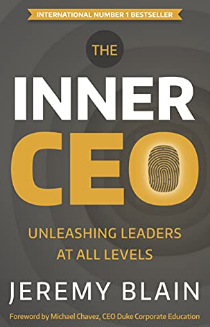 INTERNATIONAL NUMBER 1 BESTSELLER
THE
INNER
CEO
UNLEASHING LEADERS
AT ALL LEVELS
JEREMY BLAIN
Foreword by Michael Chavez, CEO Duke Corporate Education